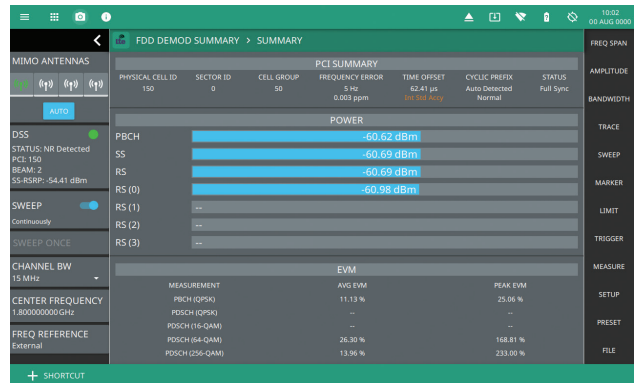 10:02
00 AUG 0000
FDD DEMOD SUMMARY > SUMMARY
MIMO ANTENNAS
AUTO
DSS
STATUS: NR Detected
PCI: 150
BEAM: 2
SS-RSRP: -54.41 dBm
SWEEP
Continuously
SWEEP ONCE
CHANNEL BW
15 MHz
CENTER FREQUENCY
1.800000000 GHz
FREQ REFERENCE
External
PCI SUMMARY
PHYSICAL CELL ID SECTOR ID CELL GROUP FREQUENCY ERROR TIME OFFSET CYCLIC PREFIX STATUS
150 0 50 5 Hz 62.41 µs Auto Detected Full Sync
0.003 ppm Int Std Accy Normal
POWER
PBCH -60.62 dBm
SS -60.69 dBm
RS -60.69 dBm
RS (0) -60.98 dBm
RS (1) --
RS (2) --
RS (3) --
EVM
MEASUREMENT AVG EVM PEAK EVM
PBCH (QPSK) 11.13 % 25.06 %
PDSCH (QPSK) -- --
PDSCH (16-QAM) -- --
PDSCH (64-QAM) 26.30 % 168.81 %
PDSCH (256-QAM) 13.96 % 233.00 %
FREQ SPAN
AMPLITUDE
BANDWIDTH
TRACE
SWEEP
MARKER
LIMIT
TRIGGER
MEASURE
SETUP
PRESET
FILE
+ SHORTCUT